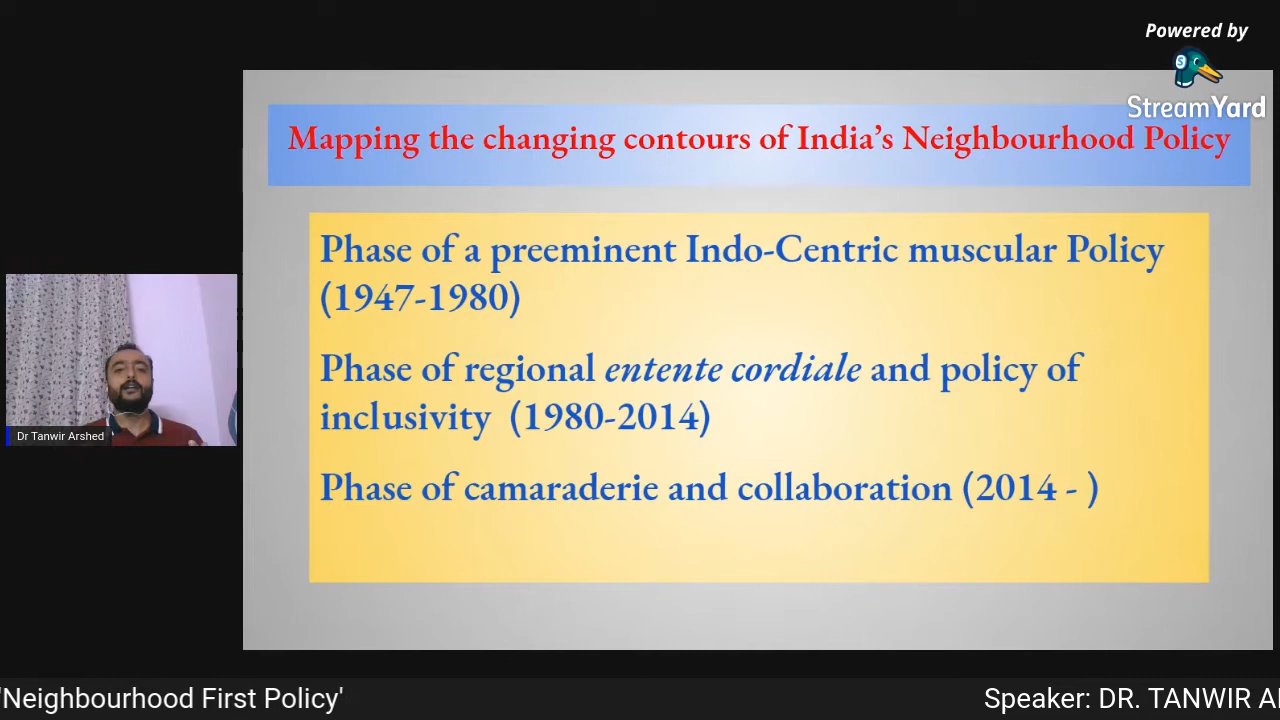 Powered by
StreamYard
Mapping the changing contours of India’s Neighbourhood Policy
Phase of a preeminent Indo-Centric muscular Policy
(1947-1980)
Phase of regional entente cordiale and policy of
inclusivity (1980-2014)
Phase of camaraderie and collaboration (2014 - )
Dr Tanwir Arshed
'Neighbourhood First Policy'
Speaker: DR. TANWIR A